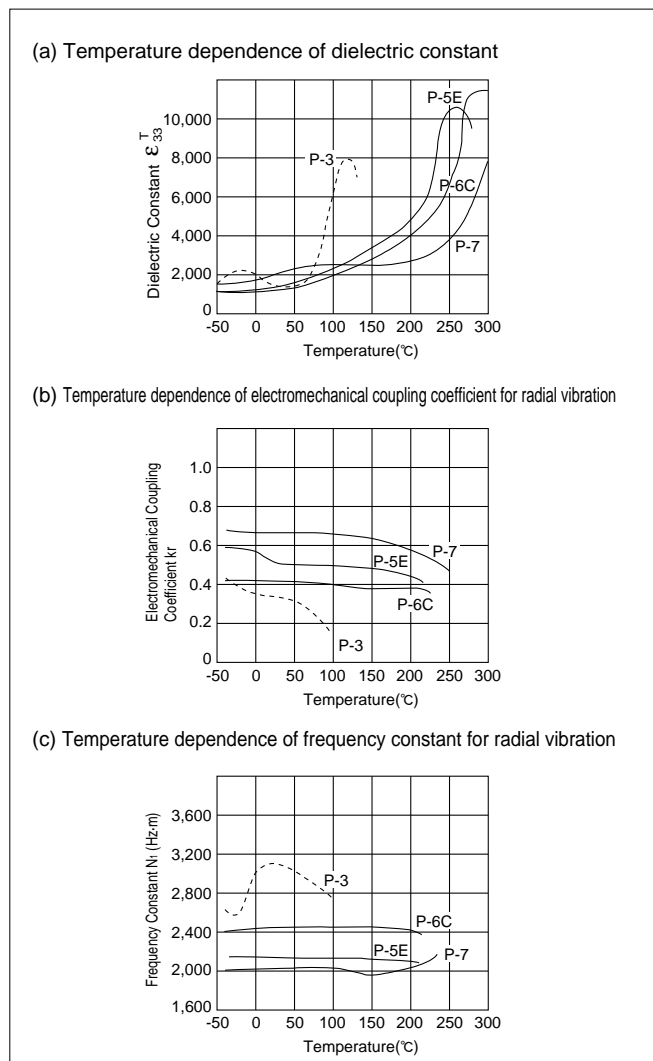 (a) Temperature dependence of dielectric constant
Dielectric Constant ε₃₃ᵀ
10,000
8,000
6,000
4,000
2,000
0
P-5E
P-3
P-6C
P-7
-50 0 50 100 150 200 250 300
Temperature(℃)
(b) Temperature dependence of electromechanical coupling coefficient for radial vibration
Electromechanical Coupling
Coefficient kr
1.0
0.8
0.6
0.4
0.2
0
P-7
P-5E
P-6C
P-3
-50 0 50 100 150 200 250 300
Temperature(℃)
(c) Temperature dependence of frequency constant for radial vibration
Frequency Constant N₁ (Hz·m)
3,600
3,200
2,800
2,400
2,000
1,600
P-3
P-6C
P-5E
P-7
-50 0 50 100 150 200 250 300
Temperature(℃)